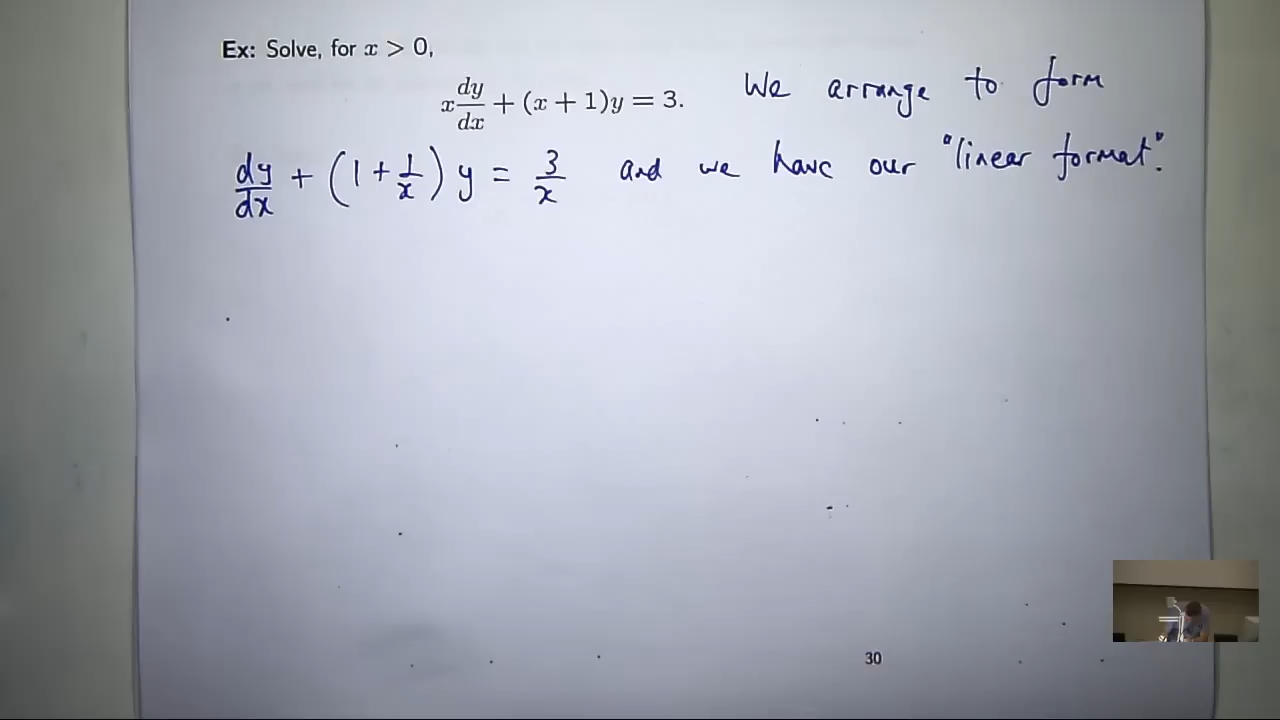 Ex: Solve, for x > 0,
x dy/dx + (x + 1)y = 3. We arrange to form
dy/dx + (1 + 1/x) y = 3/x and we have our "linear format".
30